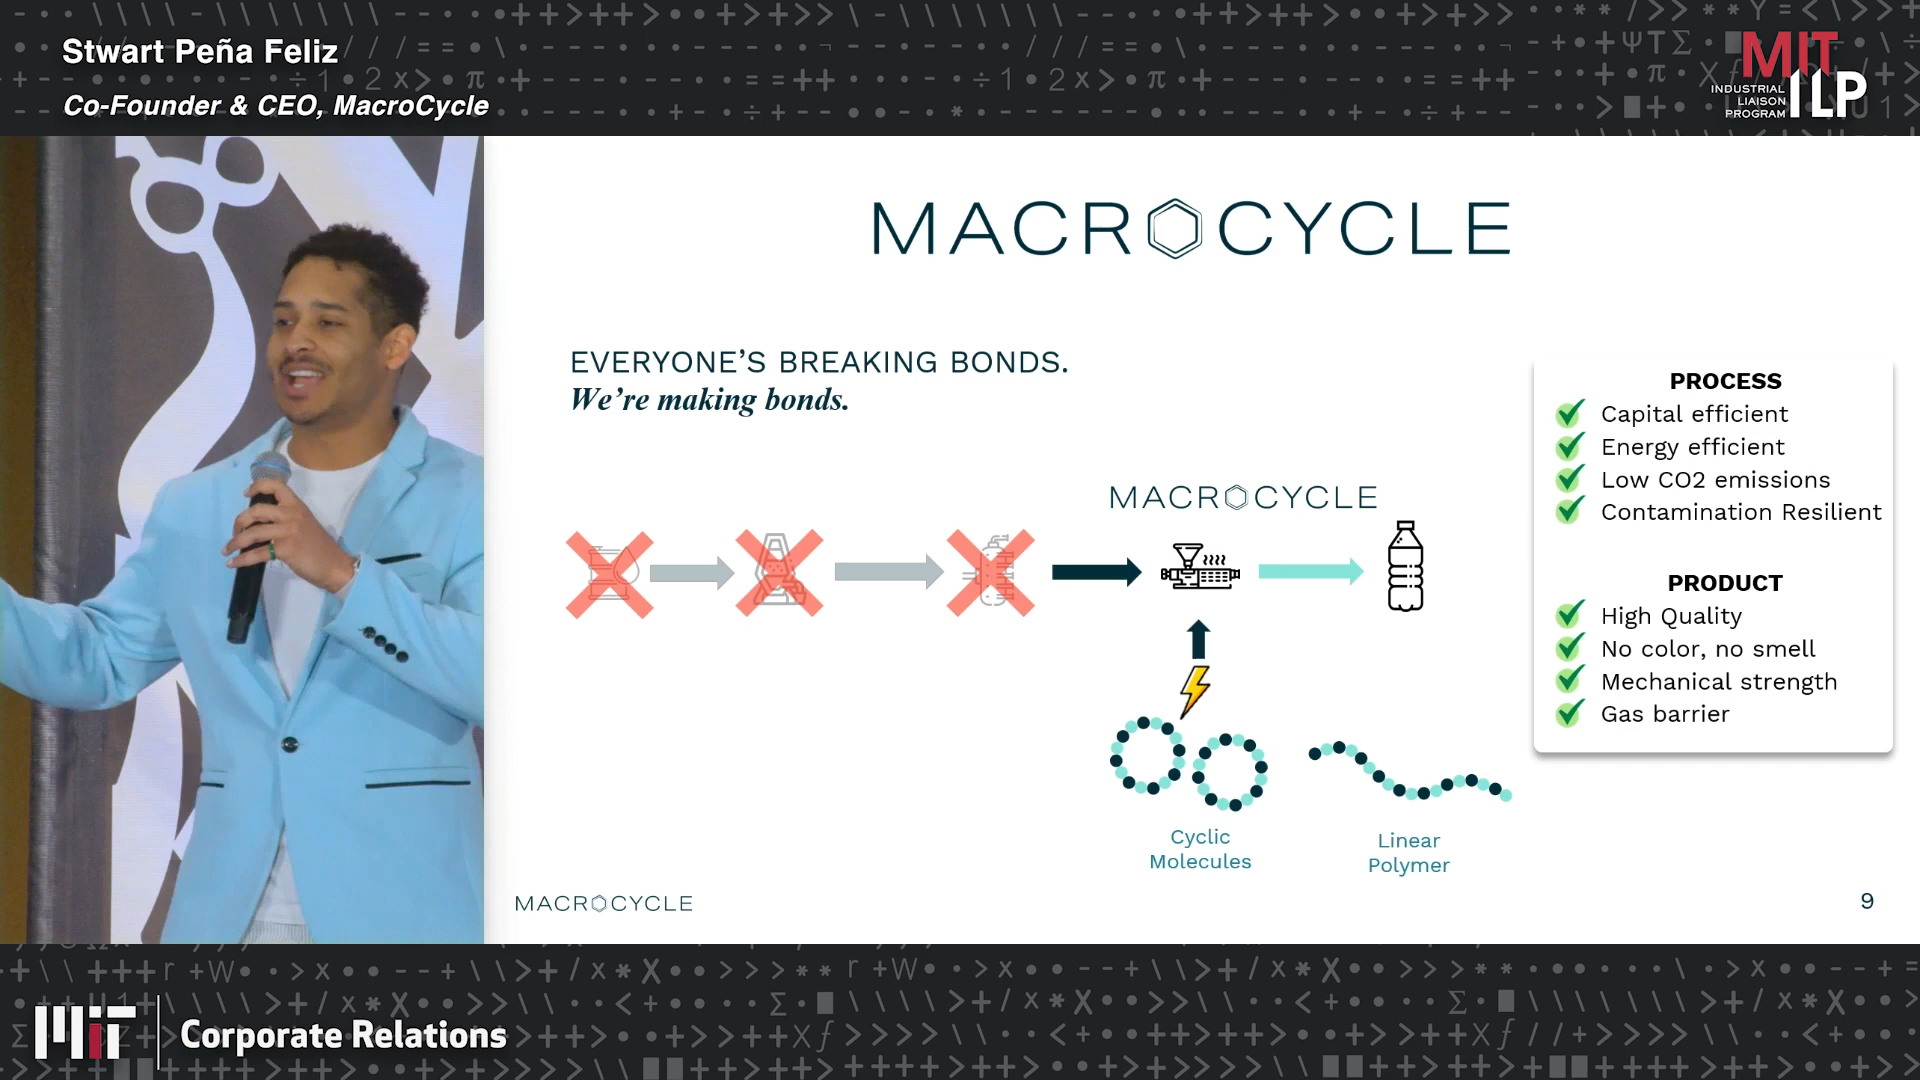 Stwart Peña Feliz
Co-Founder & CEO, MacroCycle
MIT
ILP
INDUSTRIAL
LIAISON
PROGRAM
MACROCYCLE
EVERYONE’S BREAKING BONDS.
We’re making bonds.
MACROCYCLE
PROCESS
Capital efficient
Energy efficient
Low CO2 emissions
Contamination Resilient
PRODUCT
High Quality
No color, no smell
Mechanical strength
Gas barrier
Cyclic
Molecules
Linear
Polymer
MACROCYCLE
9
MIT
Corporate Relations